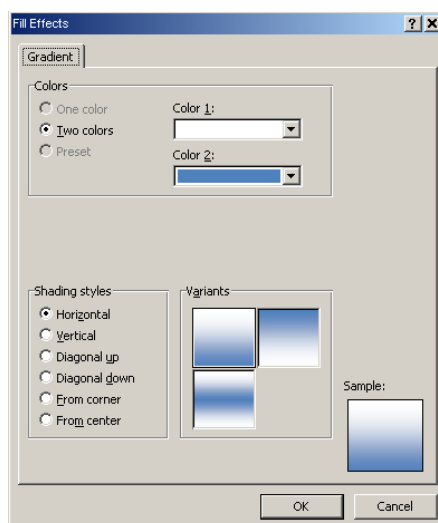 Fill Effects
Gradient
Colors
One color
Two colors
Preset
Color 1:
Color 2:
Shading styles
Horizontal
Vertical
Diagonal up
Diagonal down
From corner
From center
Variants
Sample:
OK
Cancel